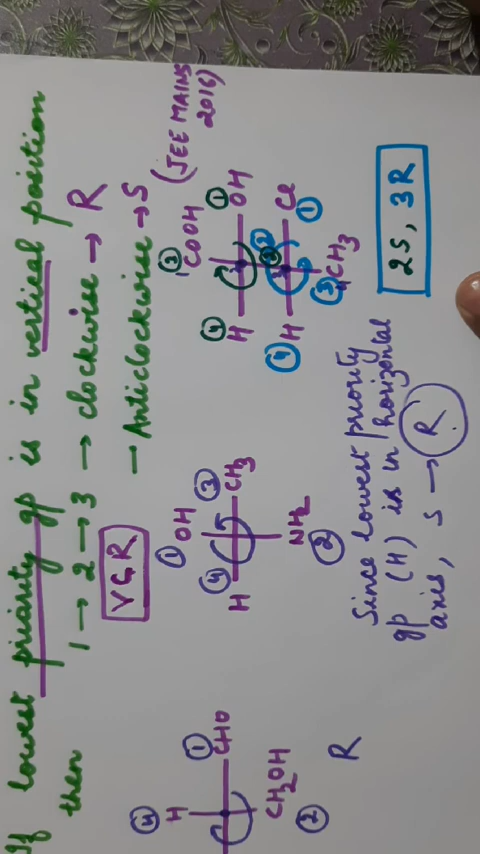 If lowest priority gp is in vertical position
then 1 → 2 → 3 → clockwise → R
→ Anticlockwise → S
VGR
(JEE MAINS
2016)
④
H
①
CHO
CH2OH
②
R
①
OH
④
H
③
CH3
NH2
②
Since lowest priority
gp (H) is in horizontal
axis, S → R
COOH
④
H
①
OH
②
④
H
Cl
①
③
CH3
2S, 3R